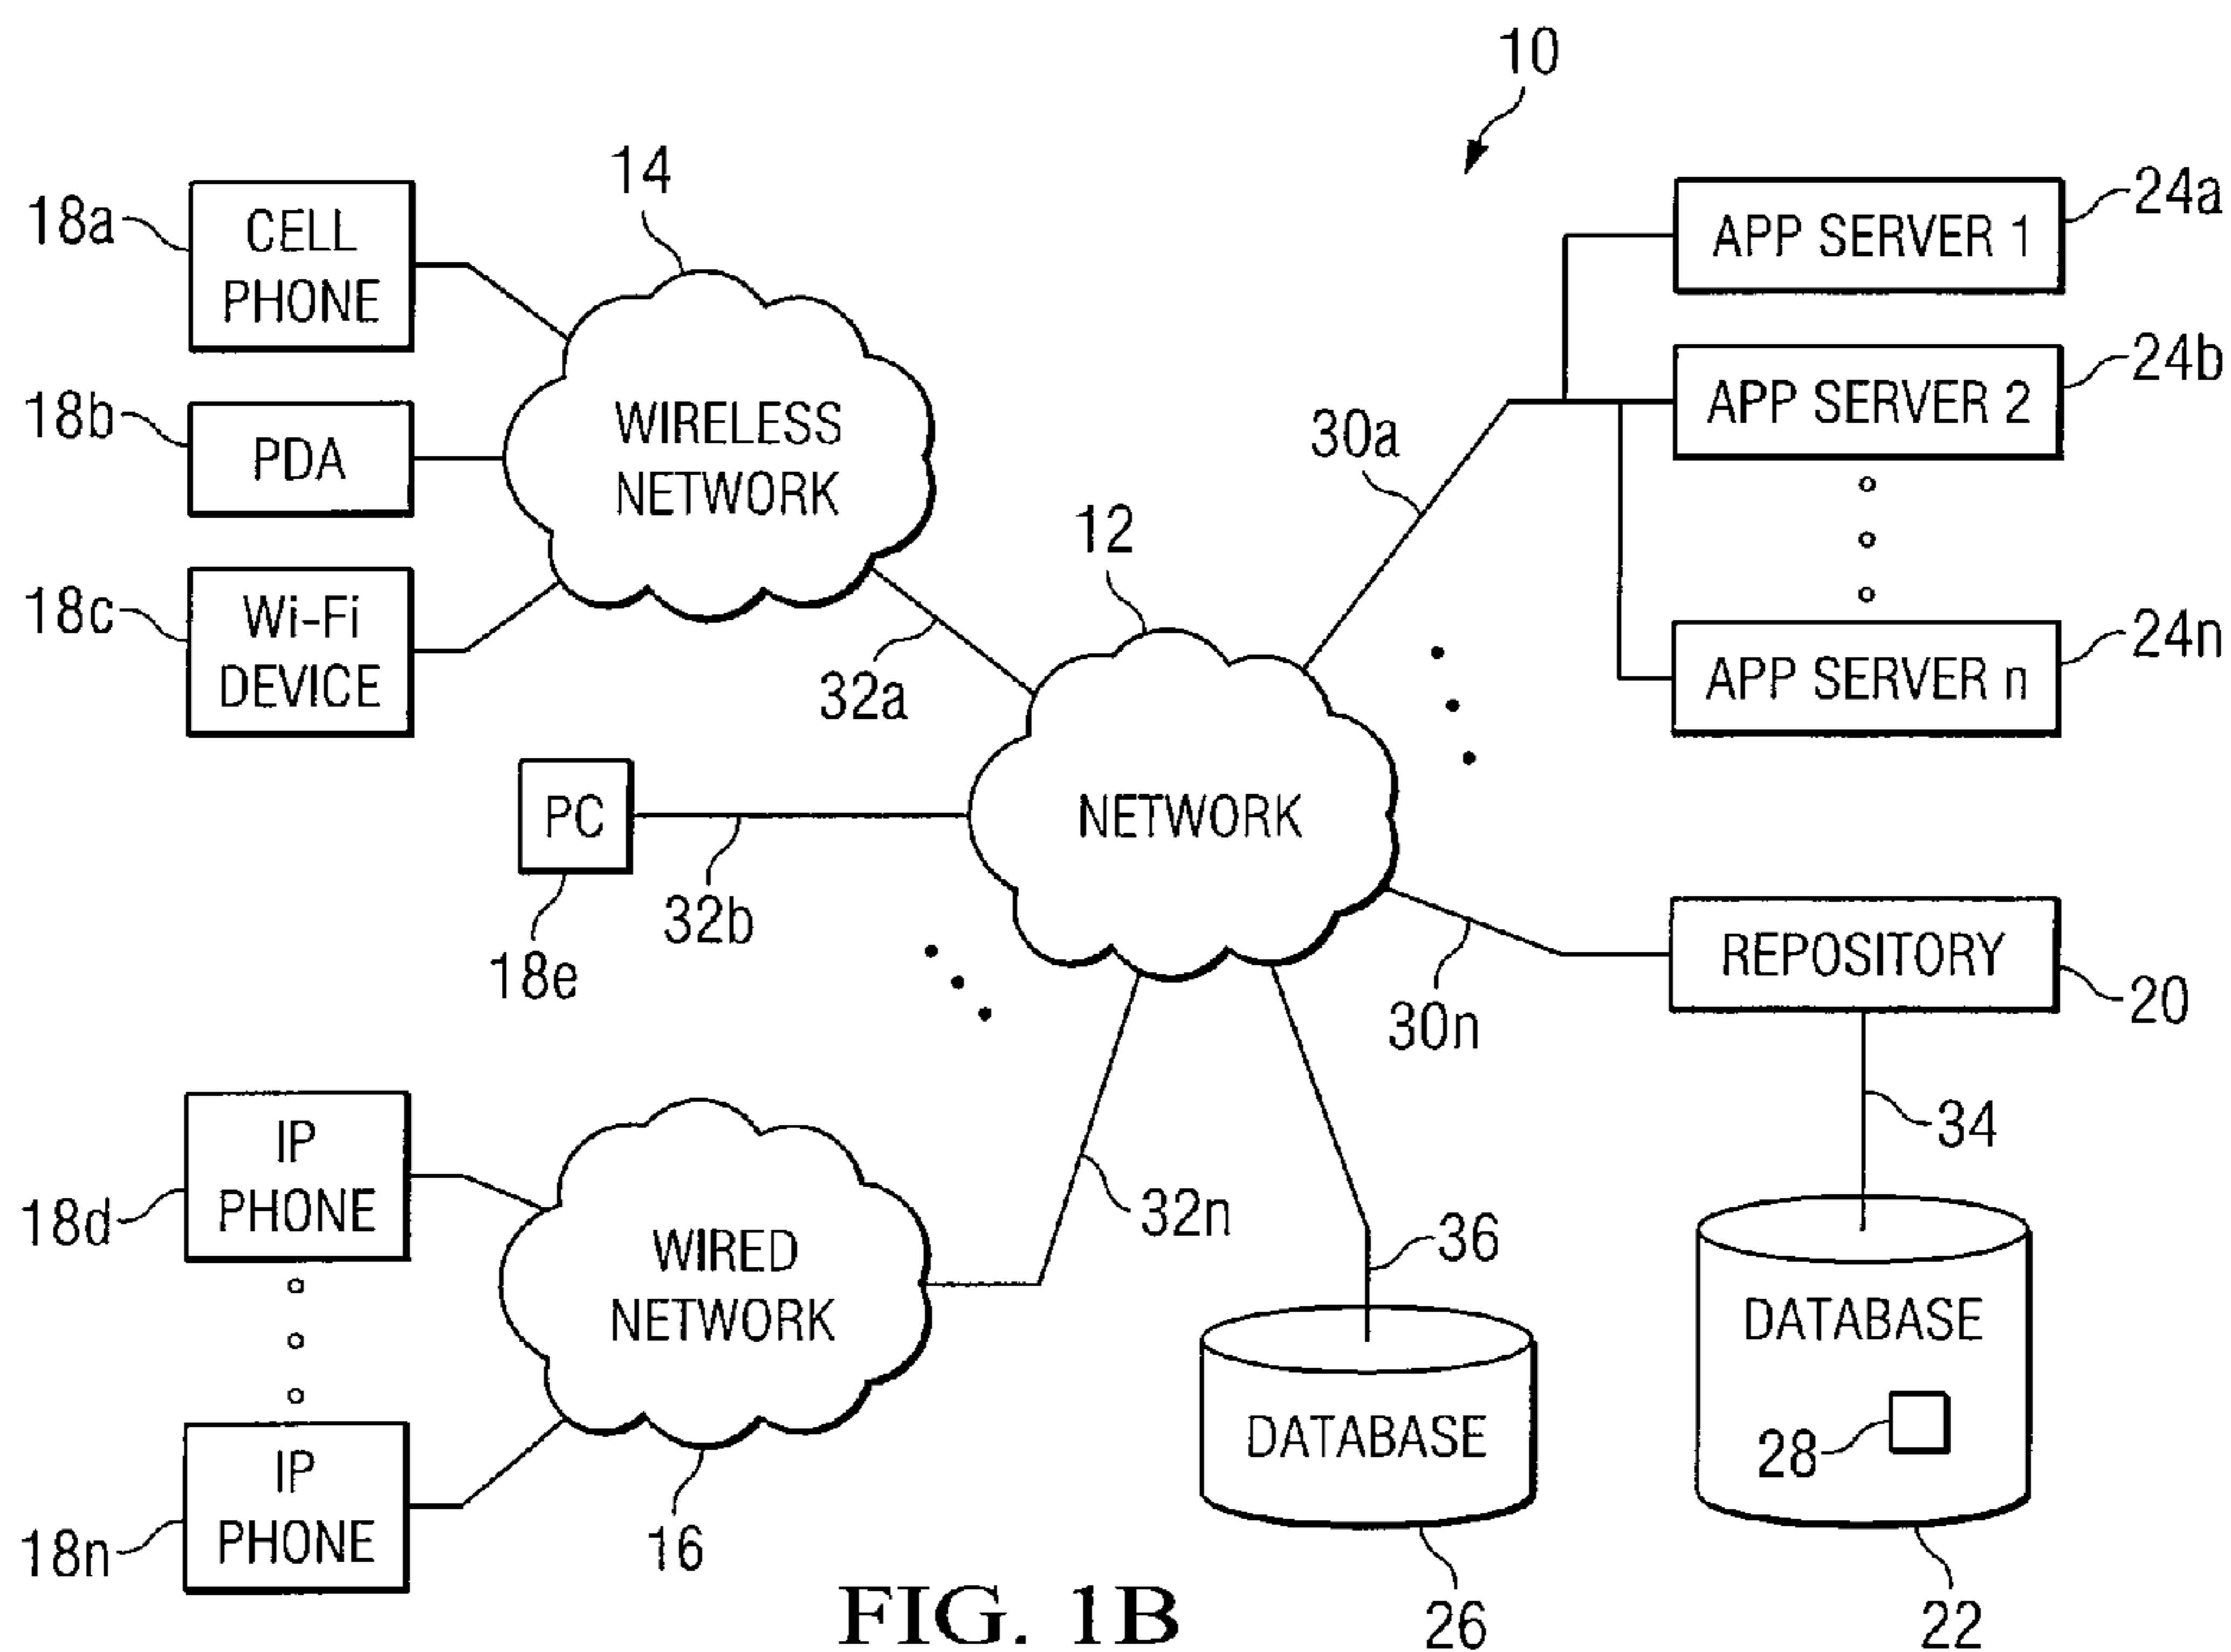 10
14
18a
CELL
PHONE
18b
PDA
18c
Wi-Fi
DEVICE
WIRELESS
NETWORK
32a
12
NETWORK
30a
APP SERVER 1
24a
APP SERVER 2
24b
APP SERVER n
24n
PC
18e
32b
30n
REPOSITORY
20
34
DATABASE
28
22
18d
IP
PHONE
18n
IP
PHONE
WIRED
NETWORK
16
32n
36
DATABASE
26
FIG. 1B